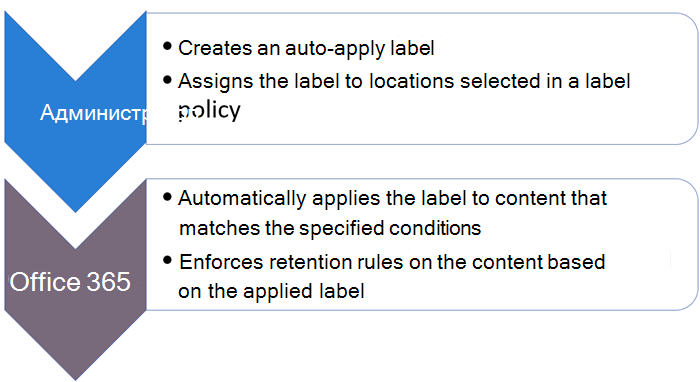 • Creates an auto-apply label
• Assigns the label to locations selected in a label
policy
Администратор
• Automatically applies the label to content that
matches the specified conditions
• Enforces retention rules on the content based
on the applied label
Office 365